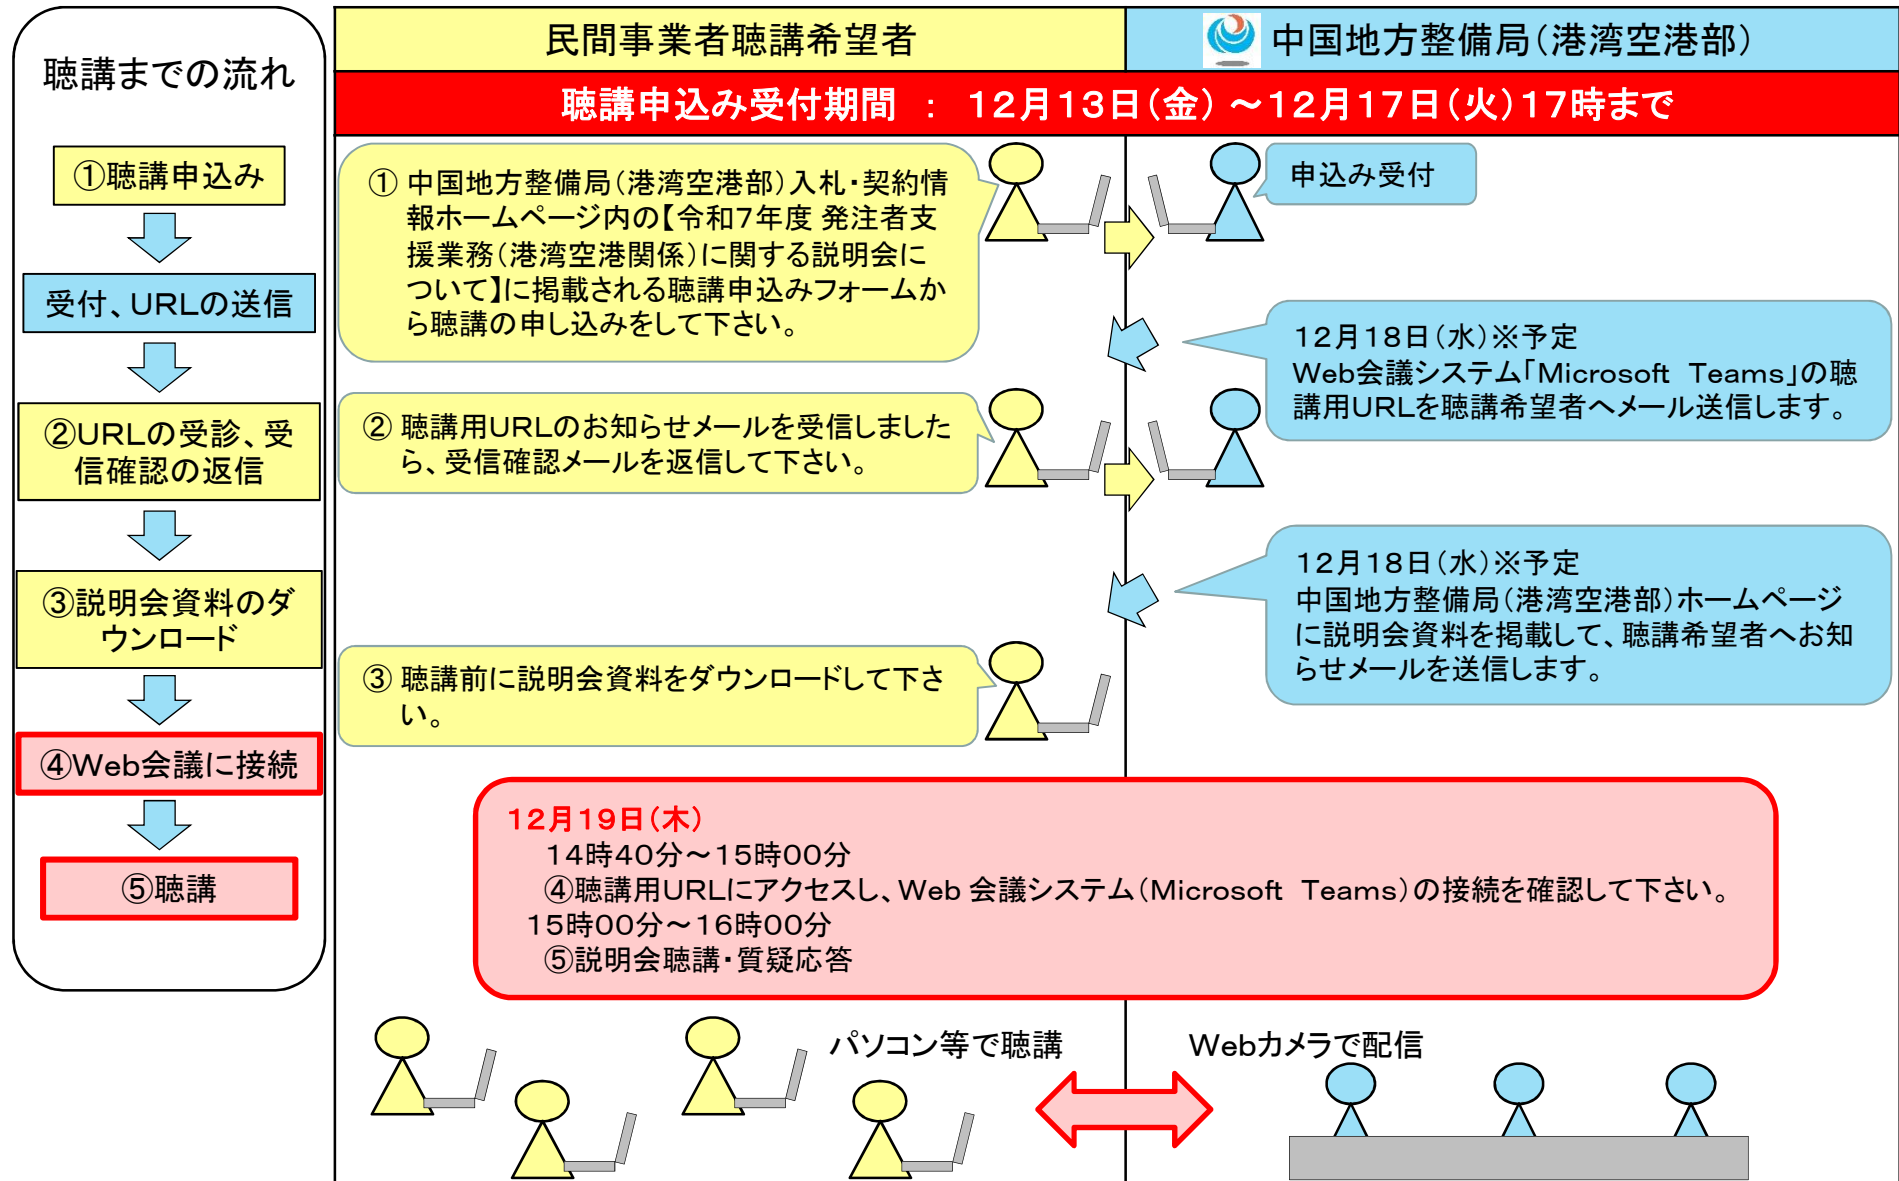 聴講までの流れ
①聴講申込み
受付、URLの送信
②URLの受診、受
信確認の返信
③説明会資料のダ
ウンロード
④Web会議に接続
⑤聴講
民間事業者聴講希望者
中国地方整備局(港湾空港部)
聴講申込み受付期間 : 12月13日(金)～12月17日(火)17時まで
① 中国地方整備局(港湾空港部)入札・契約情
報ホームページ内の【令和7年度 発注者支
援業務(港湾空港関係)に関する説明会に
ついて】に掲載される聴講申込みフォームか
ら聴講の申し込みをして下さい。
申込み受付
12月18日(水)※予定
Web会議システム「Microsoft Teams」の聴
講用URLを聴講希望者へメール送信します。
② 聴講用URLのお知らせメールを受信しました
ら、受信確認メールを返信して下さい。
12月18日(水)※予定
中国地方整備局(港湾空港部)ホームページ
に説明会資料を掲載して、聴講希望者へお知
らせメールを送信します。
③ 聴講前に説明会資料をダウンロードして下さ
い。
12月19日(木)
14時40分～15時00分
④聴講用URLにアクセスし、Web 会議システム(Microsoft Teams)の接続を確認して下さい。
15時00分～16時00分
⑤説明会聴講・質疑応答
パソコン等で聴講
Webカメラで配信